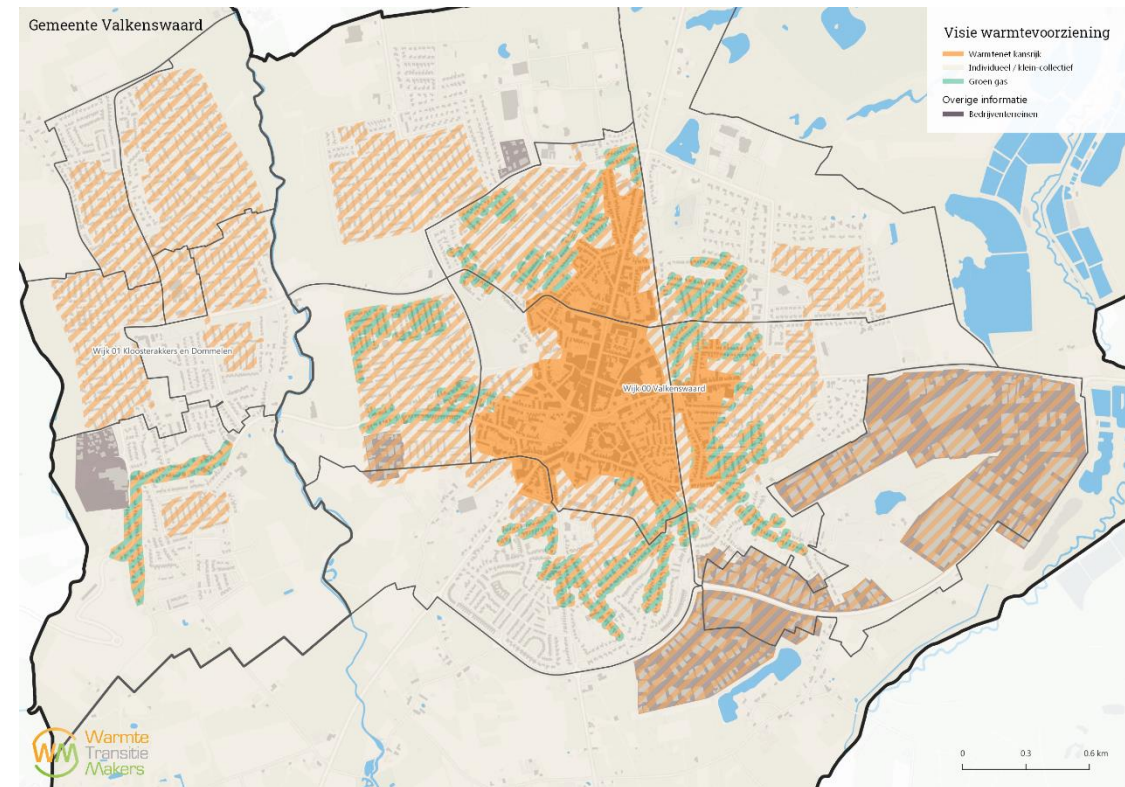 Gemeente Valkenswaard
Visie warmtevoorziening
Warmtenet kansrijk
Individueel / klein-collectief
Groen gas
Overige informatie
Bedrijventerreinen
Wijk 01 Kloosterakkers en Dommelen
Wijk 00 Valkenswaard
WM
Warmte
Transitie
Makers
0 0.3 0.6 km